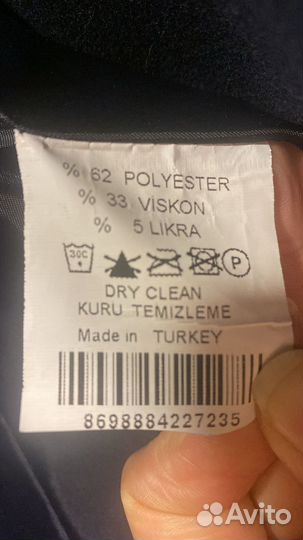 % 62 POLYESTER
% 33 VISKON
% 5 LIKRA
30C P
DRY CLEAN
KURU TEMIZLEME
Made in TURKEY
8698884227235
Avito